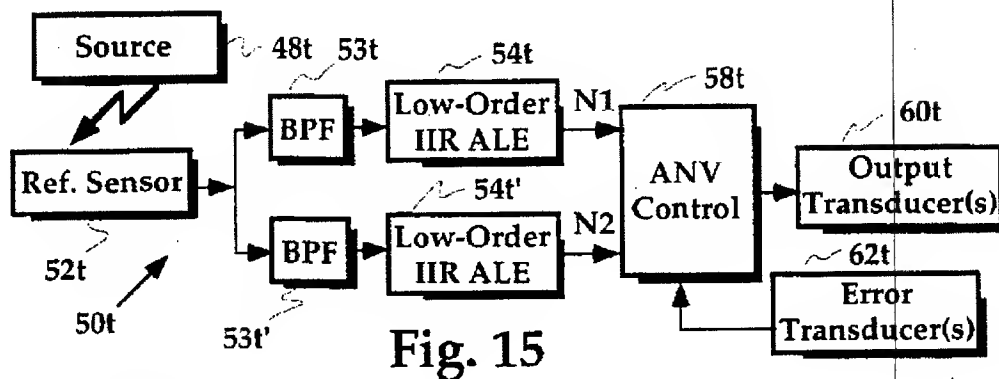 Source
48t
53t
54t
58t
60t
BPF
Low-Order
IIR ALE
N1
Ref. Sensor
ANV
Control
Output
Transducer(s)
52t
54t'
BPF
Low-Order
IIR ALE
N2
62t
Error
Transducer(s)
50t
53t'
Fig. 15